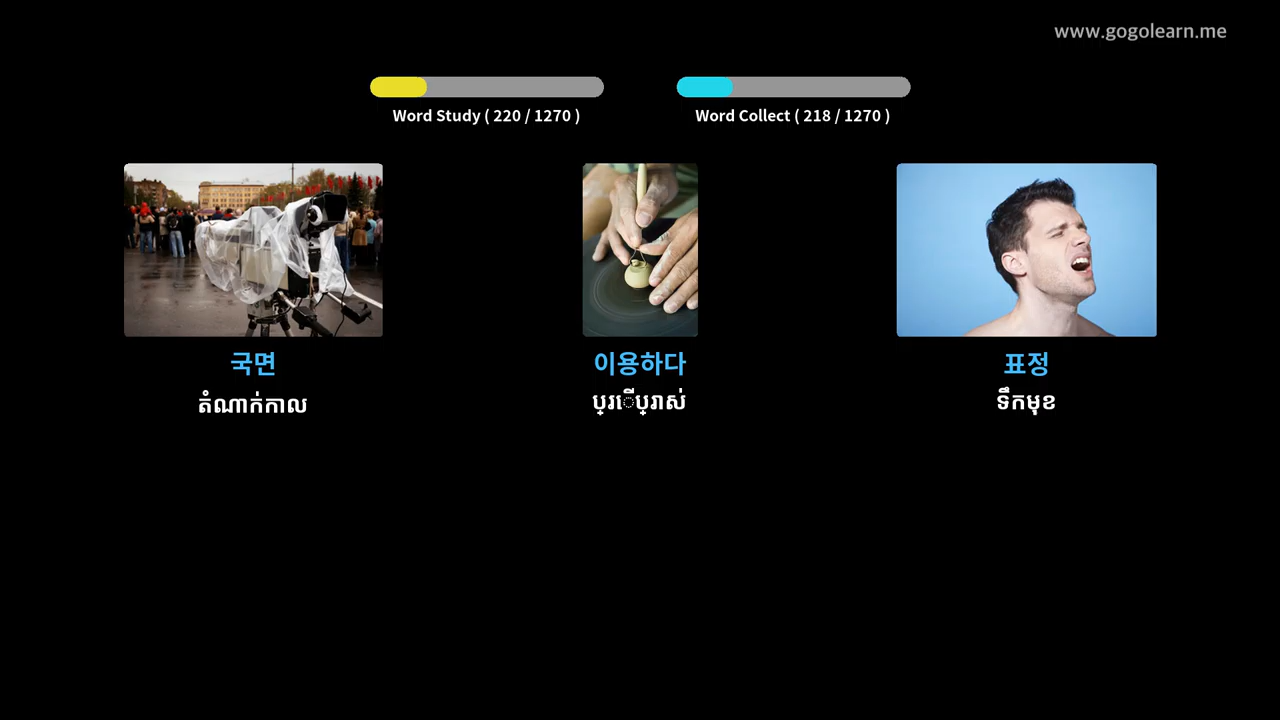 www.gogolearn.me
Word Study ( 220 / 1270 )
Word Collect ( 218 / 1270 )
국면
이용하다
표정
តំណាក់កាល
ប្រើប្រាស់
ទឹកមុខ